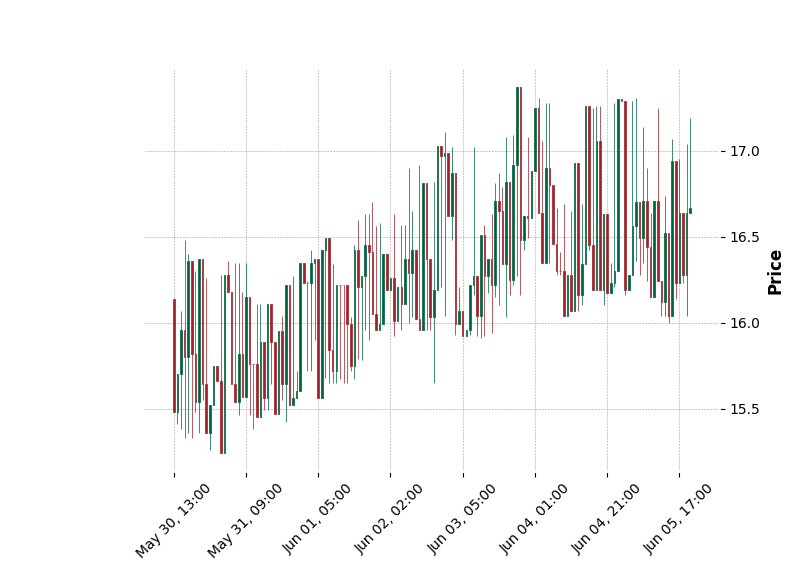 17.0
16.5
16.0
15.5
Price
May 30, 13:00
May 31, 09:00
Jun 01, 05:00
Jun 02, 02:00
Jun 03, 05:00
Jun 04, 01:00
Jun 04, 21:00
Jun 05, 17:00